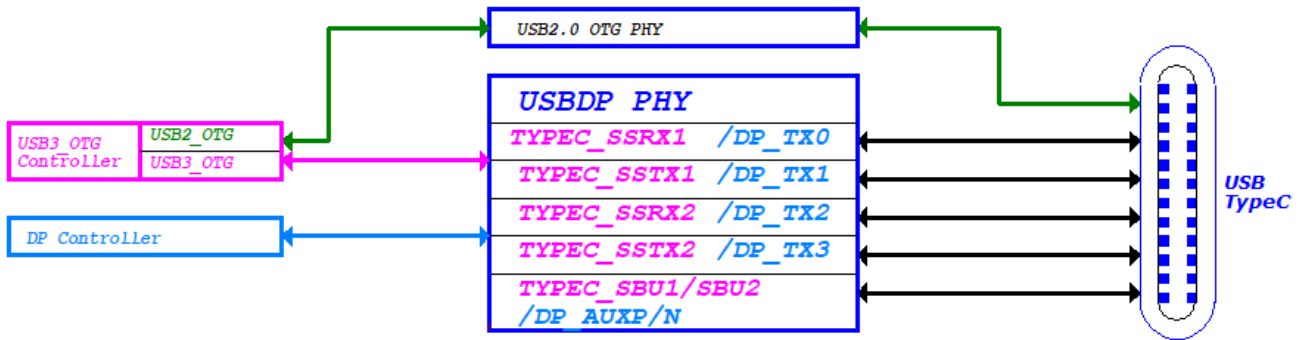 USB2.0 OTG PHY
USBDP PHY
USB3_OTG
Controller
USB2_OTG
USB3_OTG
TYPEC_SSRX1 /DP_TX0
TYPEC_SSTX1 /DP_TX1
TYPEC_SSRX2 /DP_TX2
TYPEC_SSTX2 /DP_TX3
TYPEC_SBU1/SBU2
/DP_AUXP/N
DP Controller
USB
TypeC